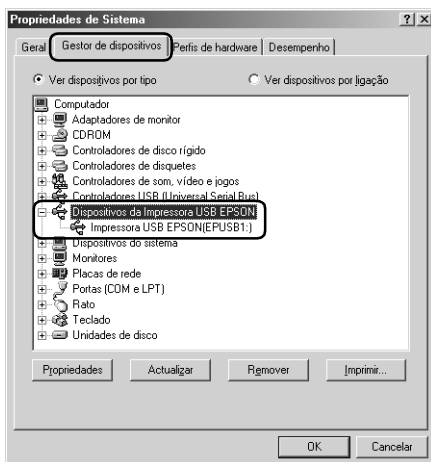 Propriedades de Sistema
Geral Gestor de dispositivos Perfis de hardware Desempenho
Ver dispositivos por tipo Ver dispositivos por ligação
Computador
Adaptadores de monitor
CDROM
Controladores de disco rígido
Controladores de disquetes
Controladores de som, vídeo e jogos
Controladores USB (Universal Serial Bus)
Dispositivos da Impressora USB EPSON
Impressora USB EPSON(EPUSB1:)
Dispositivos do sistema
Monitores
Placas de rede
Portas (COM e LPT)
Rato
Teclado
Unidades de disco
Propriedades Actualizar Remover Imprimir...
OK Cancelar